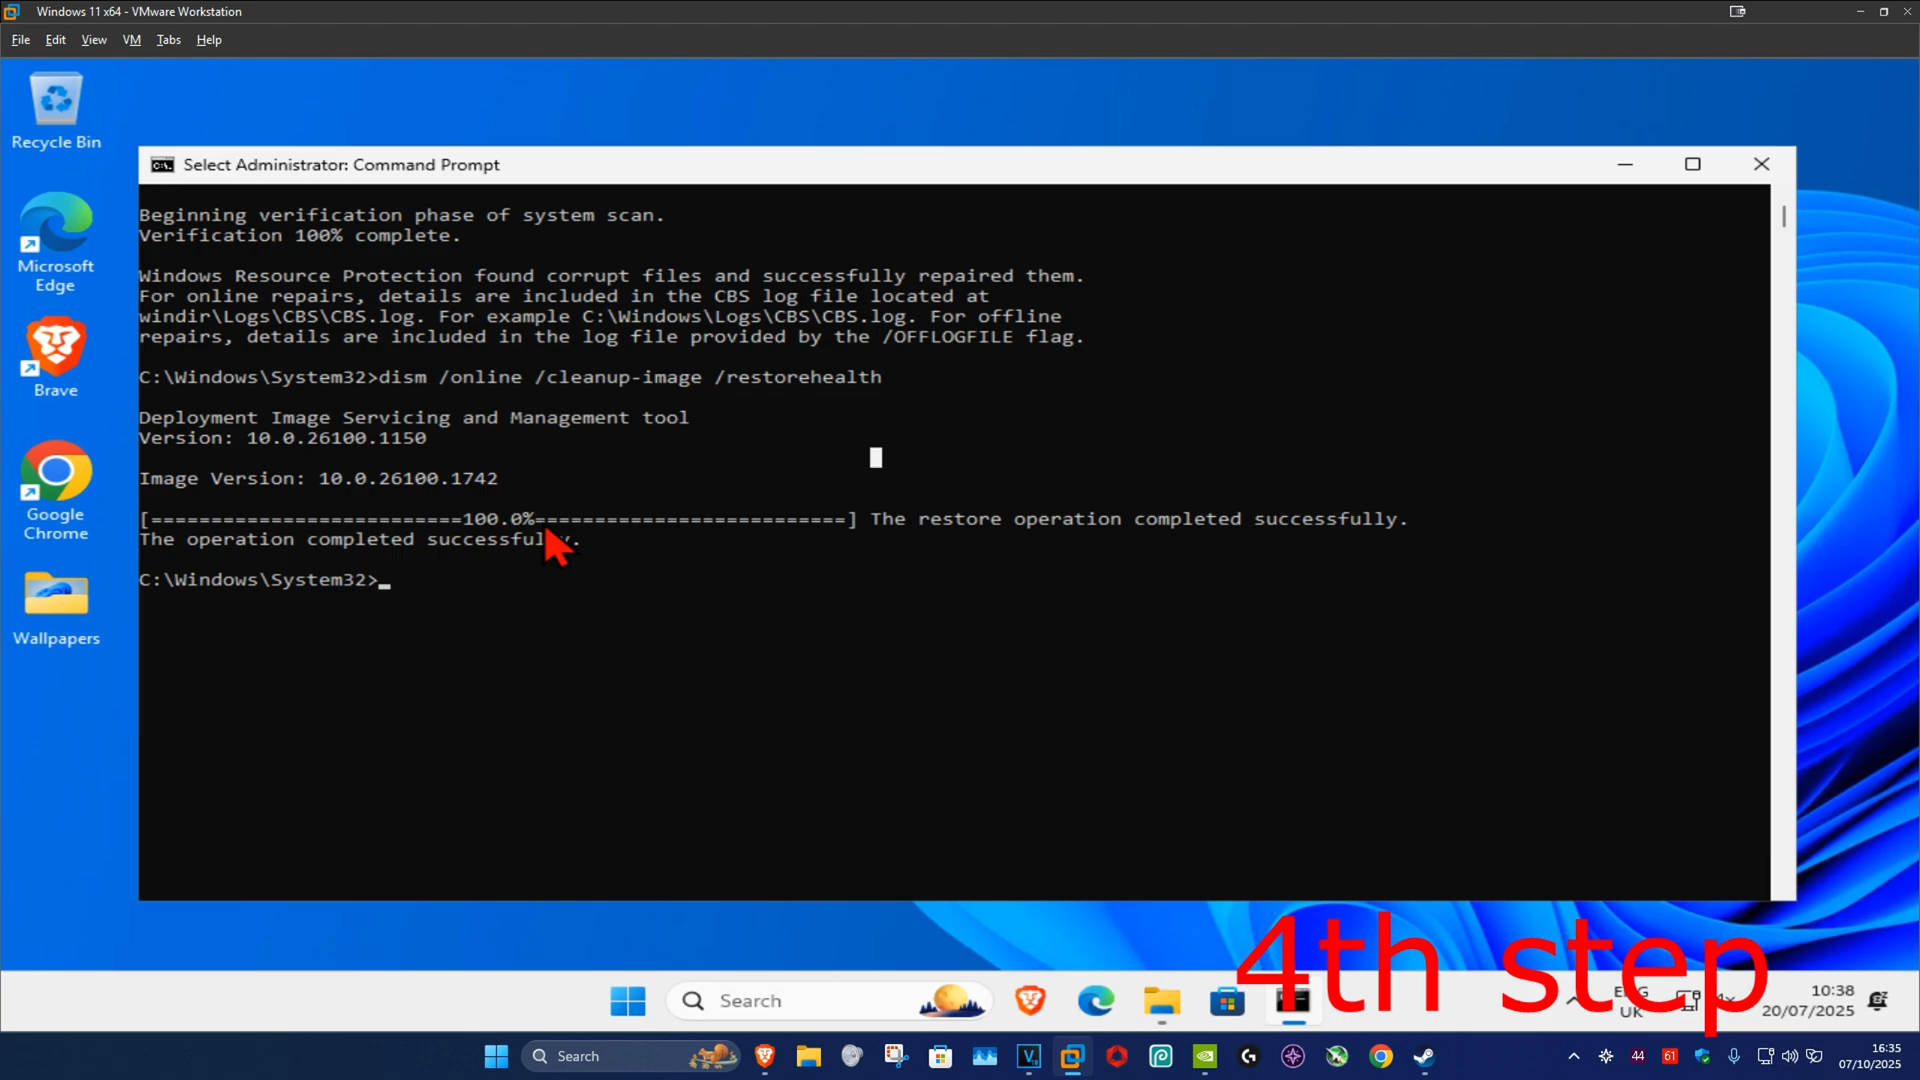 Windows 11 x64 - VMware Workstation
File Edit View VM Tabs Help
Recycle Bin
Microsoft
Edge
Brave
Google
Chrome
Wallpapers
Select Administrator: Command Prompt
Beginning verification phase of system scan.
Verification 100% complete.
Windows Resource Protection found corrupt files and successfully repaired them.
For online repairs, details are included in the CBS log file located at
windir\Logs\CBS\CBS.log. For example C:\Windows\Logs\CBS\CBS.log. For offline
repairs, details are included in the log file provided by the /OFFLOGFILE flag.
C:\Windows\System32>dism /online /cleanup-image /restorehealth
Deployment Image Servicing and Management tool
Version: 10.0.26100.1150
Image Version: 10.0.26100.1742
[==========================100.0%==========================] The restore operation completed successfully.
The operation completed successfully.
C:\Windows\System32>
4th step
Search
ENG
UK
10:38
20/07/2025
Search
44
61
16:35
07/10/2025